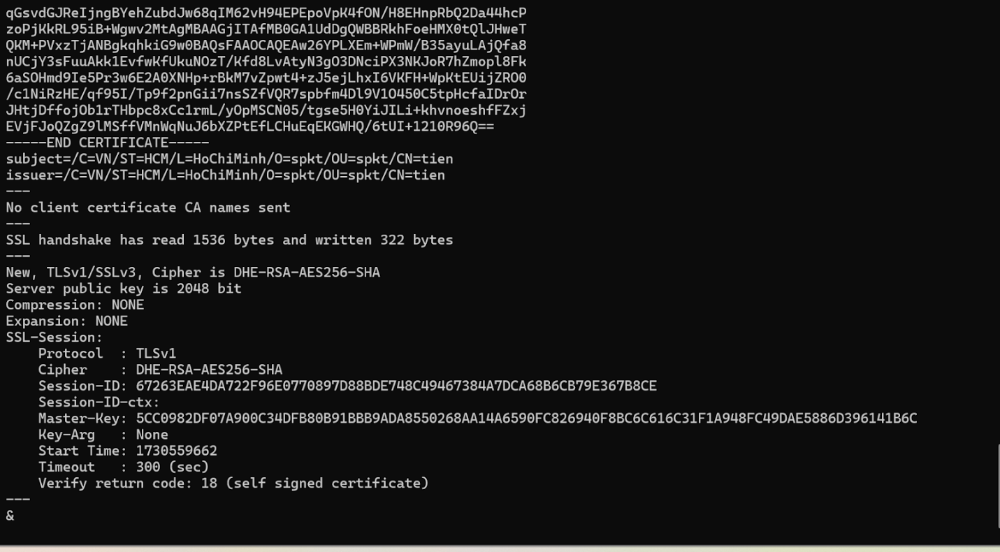 qGsvdGJReIjngBYehZubdJw68qIM62vH94EPEpoVpK4fON/H8EHnpRbQ2Da44hcP
zoPjKkRL95iB+Wgwv2MtAgMBAAGjITAfMB0GA1UdDgQWBBRkhFoeHMX0tQlJHweT
QKM+PVxzTjANBgkqhkiG9w0BAQsFAAOCAQEAw26YPLXEm+WPmW/B35ayuLAjQfa8
nUCjY3sFuuAkk1EvfwKfUkuNOzT/Kfd8LvAtyN3gO3DNciPX3NKJoR7hZmopl8Fk
6aSOHmd9Ie5Pr3w6E2A0XNHp+rBkM7vZpwt4+zJ5ejLhxI6VKFH+WpKtEUijZRO0
/c1NiRzHE/qf95I/Tp9f2pnGii7nsSZfVQR7spbfm4Dl9V1O450C5tpHcfaIDrOr
JHtjDffojOb1rTHbpc8xCc1rmL/yOpMSCN05/tgse5H0YiJILi+khvnoeshfFZxj
EVjFJoQZgZ9lMSffVMnWqNuJ6bXZPtEfLCHuEqEKGWHQ/6tUI+1210R96Q==
-----END CERTIFICATE-----
subject=/C=VN/ST=HCM/L=HoChiMinh/O=spkt/OU=spkt/CN=tien
issuer=/C=VN/ST=HCM/L=HoChiMinh/O=spkt/OU=spkt/CN=tien
---
No client certificate CA names sent
---
SSL handshake has read 1536 bytes and written 322 bytes
---
New, TLSv1/SSLv3, Cipher is DHE-RSA-AES256-SHA
Server public key is 2048 bit
Compression: NONE
Expansion: NONE
SSL-Session:
    Protocol  : TLSv1
    Cipher    : DHE-RSA-AES256-SHA
    Session-ID: 67263EAE4DA722F96E0770897D88BDE748C49467384A7DCA68B6CB79E367B8CE
    Session-ID-ctx:
    Master-Key: 5CC0982DF07A900C34DFB80B91BBB9ADA8550268AA14A6590FC826940F8BC6C616C31F1A948FC49DAE5886D396141B6C
    Key-Arg   : None
    Start Time: 1730559662
    Timeout   : 300 (sec)
    Verify return code: 18 (self signed certificate)
---
&